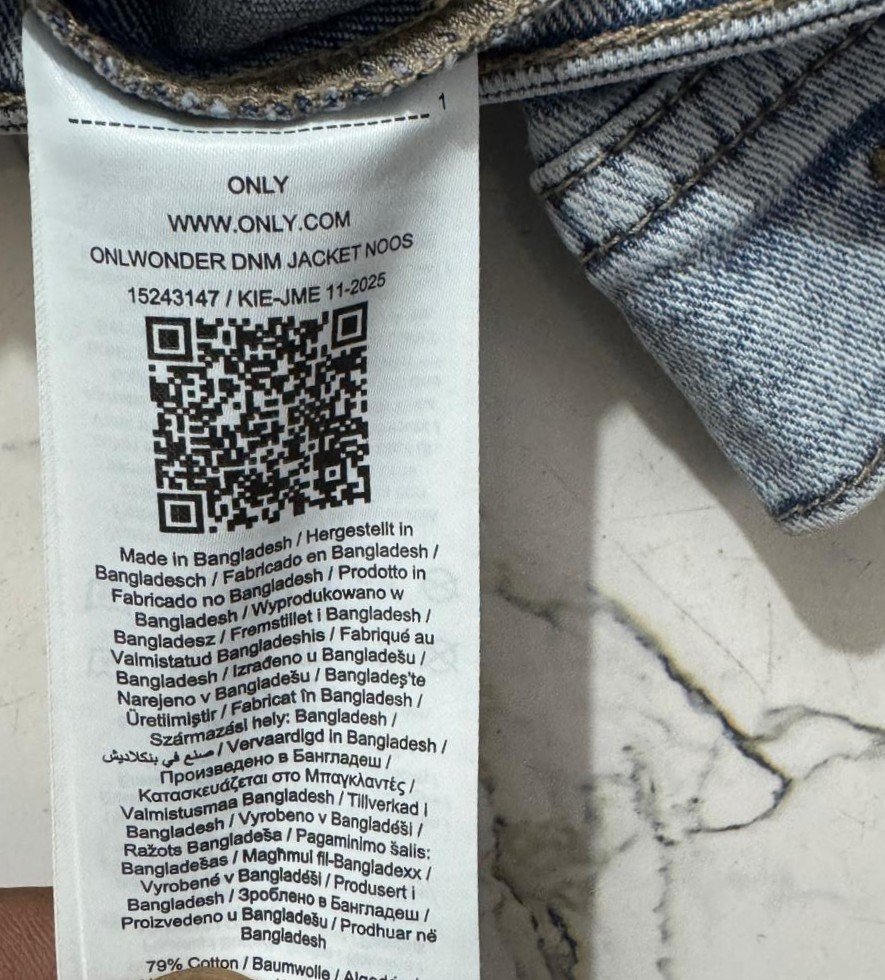 1
ONLY
WWW.ONLY.COM
ONLWONDER DNM JACKET NOOS
15243147 / KIE-JME 11-2025
Made in Bangladesh / Hergestellt in
Bangladesch / Fabricado en Bangladesh /
Fabricado no Bangladesh / Prodotto in
Bangladesh / Wyprodukowano w
Bangladesz / Fremstillet i Bangladesh /
Valmistatud Bangladeshis / Fabriqué au
Bangladesh / Izrađeno u Bangladešu /
Narejeno v Bangladešu / Bangladeş'te
Üretilmiştir / Fabricat în Bangladesh /
Származási hely: Bangladesh /
صنع في بنكلاديش / Vervaardigd in Bangladesh /
Произведено в Бангладеш /
Κατασκευάζεται στο Μπαγκλαντές /
Valmistusmaa Bangladesh / Tillverkad i
Bangladesh / Vyrobeno v Bangladéši /
Ražots Bangladeša / Pagaminimo šalis:
Bangladešas / Magħmul fil-Bangladexx /
Vyrobené v Bangladéši / Produsert i
Bangladesh / Зроблено в Бангладеш /
Proizvedeno u Bangladešu / Prodhuar në
Bangladesh
79% Cotton / Baumwolle /